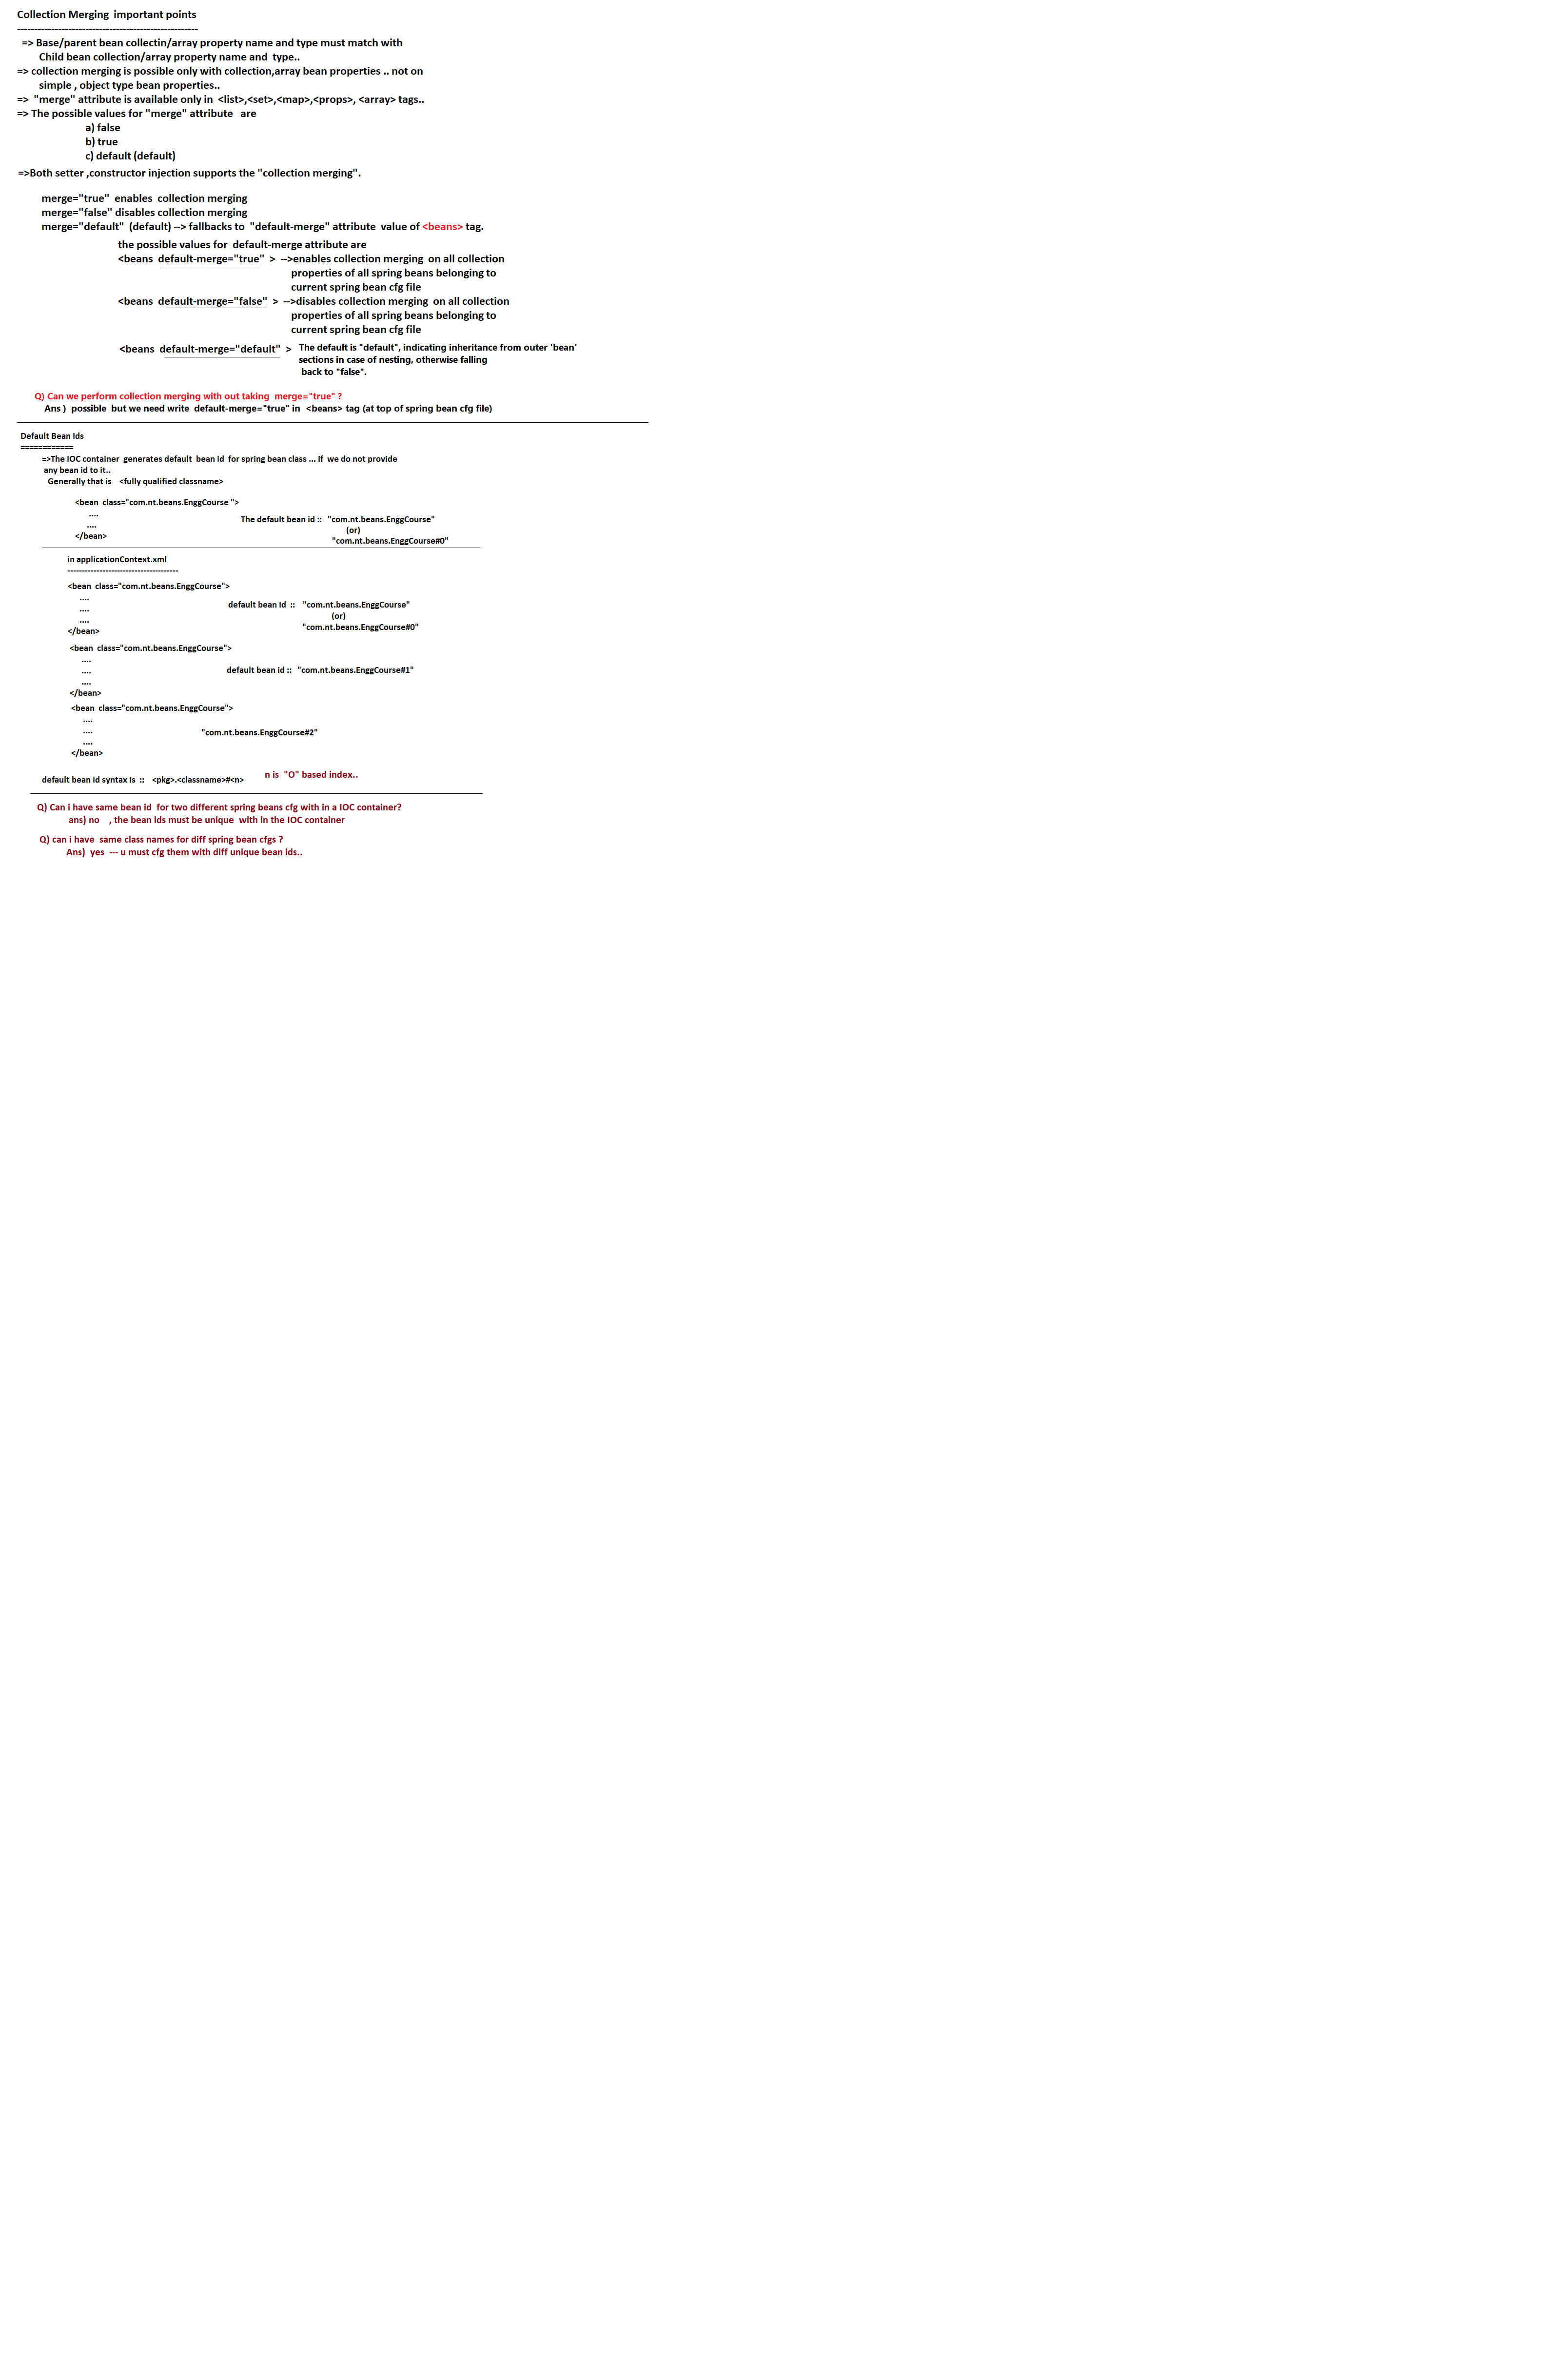 Collection Merging important points
-----------------------------------------------------
=> Base/parent bean collectin/array property name and type must match with
Child bean collection/array property name and type..
=> collection merging is possible only with collection,array bean properties .. not on
simple , object type bean properties..
=> "merge" attribute is available only in <list>,<set>,<map>,<props>, <array> tags..
=> The possible values for "merge" attribute are
a) false
b) true
c) default (default)
=>Both setter ,constructor injection supports the "collection merging".
merge="true" enables collection merging
merge="false" disables collection merging
merge="default" (default) --> fallbacks to "default-merge" attribute value of <beans> tag.
the possible values for default-merge attribute are
<beans default-merge="true" > -->enables collection merging on all collection
properties of all spring beans belonging to
current spring bean cfg file
<beans default-merge="false" > -->disables collection merging on all collection
properties of all spring beans belonging to
current spring bean cfg file
<beans default-merge="default" > The default is "default", indicating inheritance from outer 'bean'
sections in case of nesting, otherwise falling
back to "false".
Q) Can we perform collection merging with out taking merge="true" ?
Ans ) possible but we need write default-merge="true" in <beans> tag (at top of spring bean cfg file)
Default Bean Ids
============
=>The IOC container generates default bean id for spring bean class ... if we do not provide
any bean id to it..
Generally that is <fully qualified classname>
<bean class="com.nt.beans.EnggCourse ">
....
....
</bean>
The default bean id :: "com.nt.beans.EnggCourse"
(or)
"com.nt.beans.EnggCourse#0"
in applicationContext.xml
--------------------------------------
<bean class="com.nt.beans.EnggCourse">
....
....
....
</bean>
default bean id :: "com.nt.beans.EnggCourse"
(or)
"com.nt.beans.EnggCourse#0"
<bean class="com.nt.beans.EnggCourse">
....
....
....
</bean>
default bean id :: "com.nt.beans.EnggCourse#1"
<bean class="com.nt.beans.EnggCourse">
....
....
....
</bean>
"com.nt.beans.EnggCourse#2"
default bean id syntax is :: <pkg>.<classname>#<n> n is "O" based index..
Q) Can i have same bean id for two different spring beans cfg with in a IOC container?
ans) no , the bean ids must be unique with in the IOC container
Q) can i have same class names for diff spring bean cfgs ?
Ans) yes --- u must cfg them with diff unique bean ids..